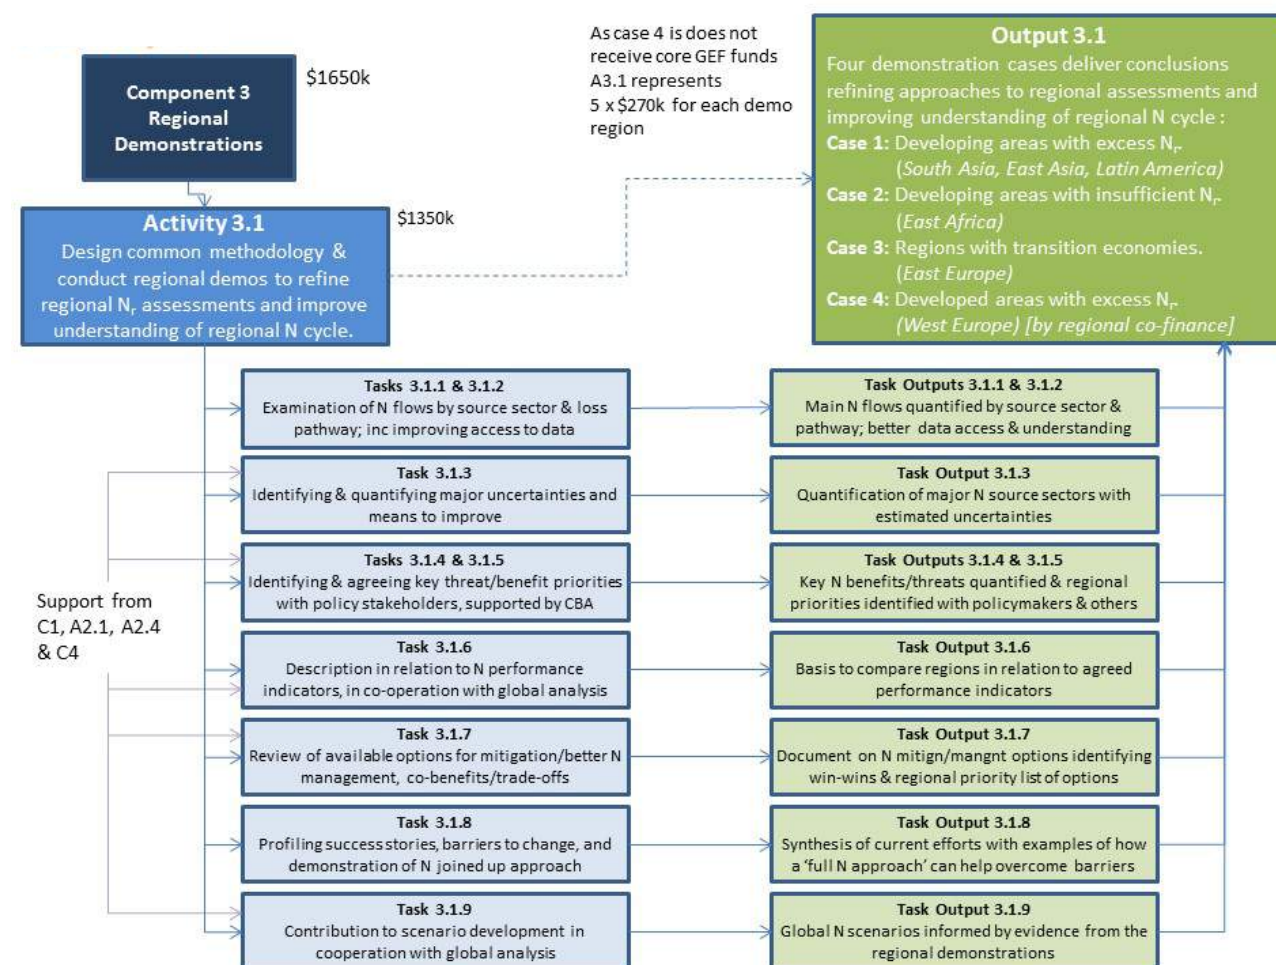 Component 3
Regional
Demonstrations
$1650k
As case 4 is does not
receive core GEF funds
A3.1 represents
5 x $270k for each demo
region
Output 3.1
Four demonstration cases deliver conclusions
refining approaches to regional assessments and
improving understanding of regional N cycle :
Case 1: Developing areas with excess Nr.
(South Asia, East Asia, Latin America)
Case 2: Developing areas with insufficient Nr.
(East Africa)
Case 3: Regions with transition economies.
(East Europe)
Case 4: Developed areas with excess Nr.
(West Europe) [by regional co-finance]
Activity 3.1
Design common methodology &
conduct regional demos to refine
regional Nr assessments and improve
understanding of regional N cycle.
$1350k
Tasks 3.1.1 & 3.1.2
Examination of N flows by source sector & loss
pathway; inc improving access to data
Task Outputs 3.1.1 & 3.1.2
Main N flows quantified by source sector &
pathway; better data access & understanding
Task 3.1.3
Identifying & quantifying major uncertainties and
means to improve
Task Output 3.1.3
Quantification of major N source sectors with
estimated uncertainties
Tasks 3.1.4 & 3.1.5
Identifying & agreeing key threat/benefit priorities
with policy stakeholders, supported by CBA
Task Outputs 3.1.4 & 3.1.5
Key N benefits/threats quantified & regional
priorities identified with policymakers & others
Support from
C1, A2.1, A2.4
& C4
Task 3.1.6
Description in relation to N performance
indicators, in co-operation with global analysis
Task Output 3.1.6
Basis to compare regions in relation to agreed
performance indicators
Task 3.1.7
Review of available options for mitigation/better N
management, co-benefits/trade-offs
Task Output 3.1.7
Document on N mitign/mangnt options identifying
win-wins & regional priority list of options
Task 3.1.8
Profiling success stories, barriers to change, and
demonstration of N joined up approach
Task Output 3.1.8
Synthesis of current efforts with examples of how
a ‘full N approach’ can help overcome barriers
Task 3.1.9
Contribution to scenario development in
cooperation with global analysis
Task Output 3.1.9
Global N scenarios informed by evidence from the
regional demonstrations